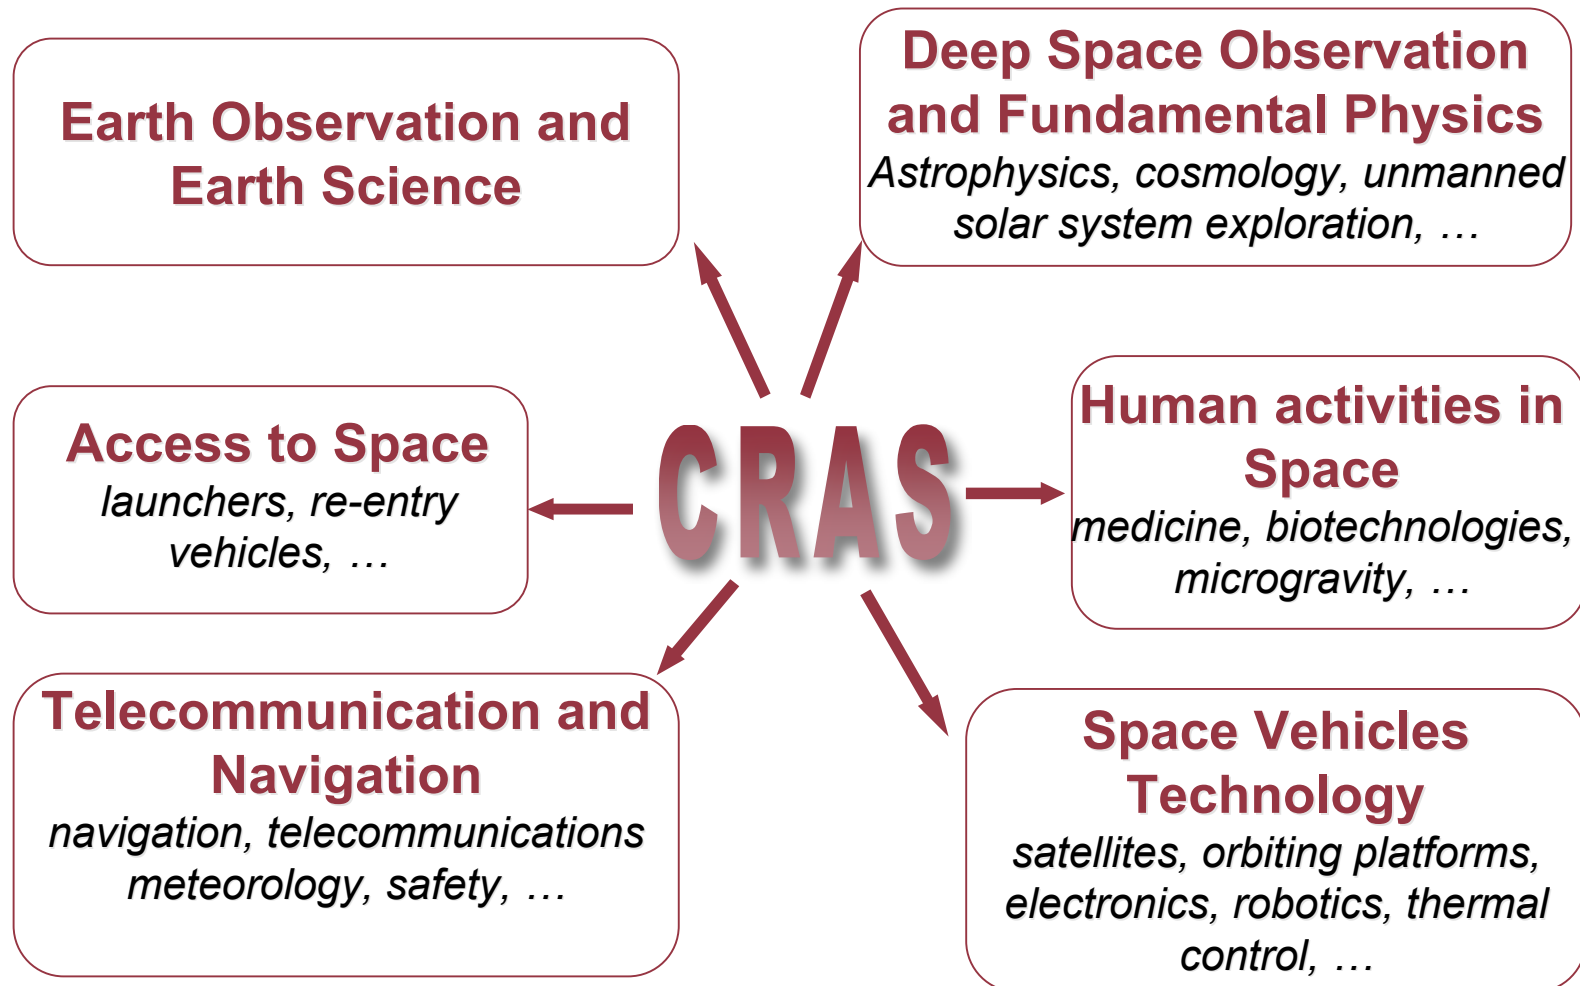 Earth Observation and
Earth Science
Deep Space Observation
and Fundamental Physics
Astrophysics, cosmology, unmanned
solar system exploration, …
Access to Space
launchers, re-entry
vehicles, …
CRAS
Human activities in
Space
medicine, biotechnologies,
microgravity, …
Telecommunication and
Navigation
navigation, telecommunications
meteorology, safety, …
Space Vehicles
Technology
satellites, orbiting platforms,
electronics, robotics, thermal
control, …